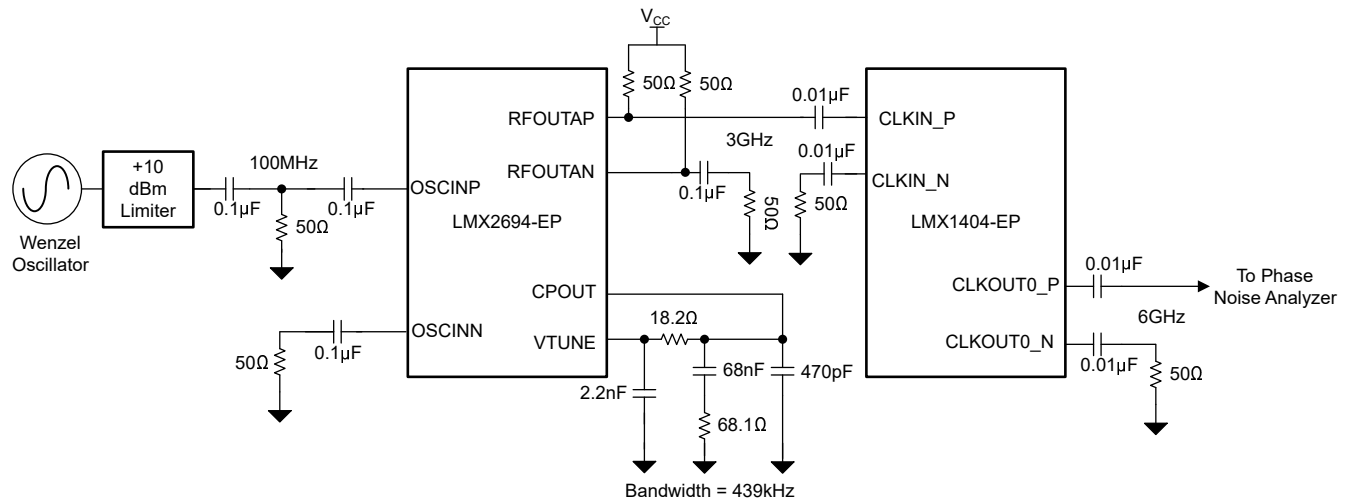 V_CC
50Ω
50Ω
0.01µF
RFOUTAP
CLKIN_P
+10
dBm
Limiter
100MHz
3GHz
0.01µF
RFOUTAN
CLKIN_N
OSCINP
0.1µF
0.1µF
0.1µF
50Ω
50Ω
50Ω
LMX2694-EP
LMX1404-EP
Wenzel
Oscillator
0.01µF
CPOUT
CLKOUT0_P
To Phase
Noise Analyzer
18.2Ω
6GHz
OSCINN
VTUNE
CLKOUT0_N
0.1µF
50Ω
0.01µF
50Ω
2.2nF
68nF
470pF
68.1Ω
Bandwidth = 439kHz